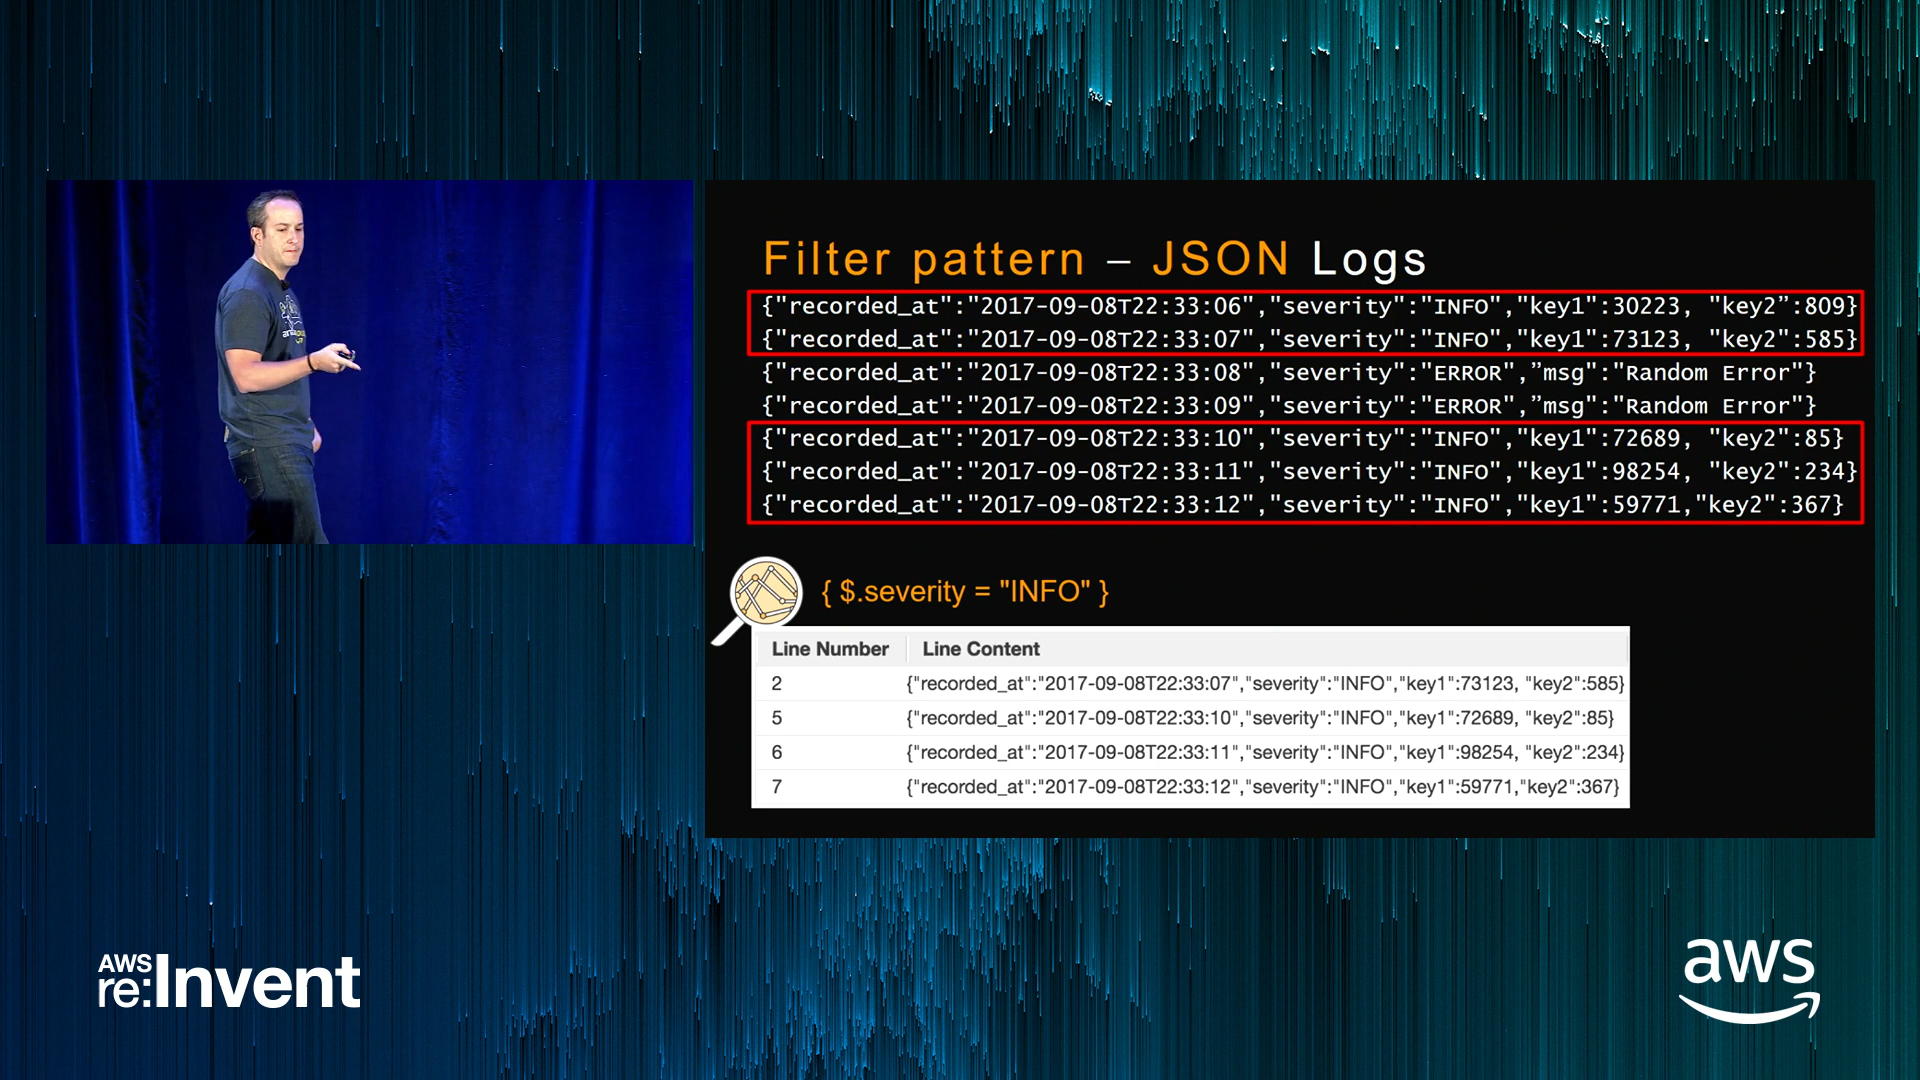 Filter pattern – JSON Logs
{"recorded_at":"2017-09-08T22:33:06","severity":"INFO","key1":30223, "key2”:809}
{"recorded_at":"2017-09-08T22:33:07","severity":"INFO","key1":73123, "key2":585}
{"recorded_at":"2017-09-08T22:33:08","severity":"ERROR",”msg":"Random Error"}
{"recorded_at":"2017-09-08T22:33:09","severity":"ERROR",”msg":"Random Error"}
{"recorded_at":"2017-09-08T22:33:10","severity":"INFO","key1":72689, "key2":85}
{"recorded_at":"2017-09-08T22:33:11","severity":"INFO","key1":98254, "key2":234}
{"recorded_at":"2017-09-08T22:33:12","severity":"INFO","key1":59771,"key2":367}
{ $.severity = "INFO" }
Line Number Line Content
2 {"recorded_at":"2017-09-08T22:33:07","severity":"INFO","key1":73123, "key2":585}
5 {"recorded_at":"2017-09-08T22:33:10","severity":"INFO","key1":72689, "key2":85}
6 {"recorded_at":"2017-09-08T22:33:11","severity":"INFO","key1":98254, "key2":234}
7 {"recorded_at":"2017-09-08T22:33:12","severity":"INFO","key1":59771,"key2":367}
AWS
re:Invent
aws